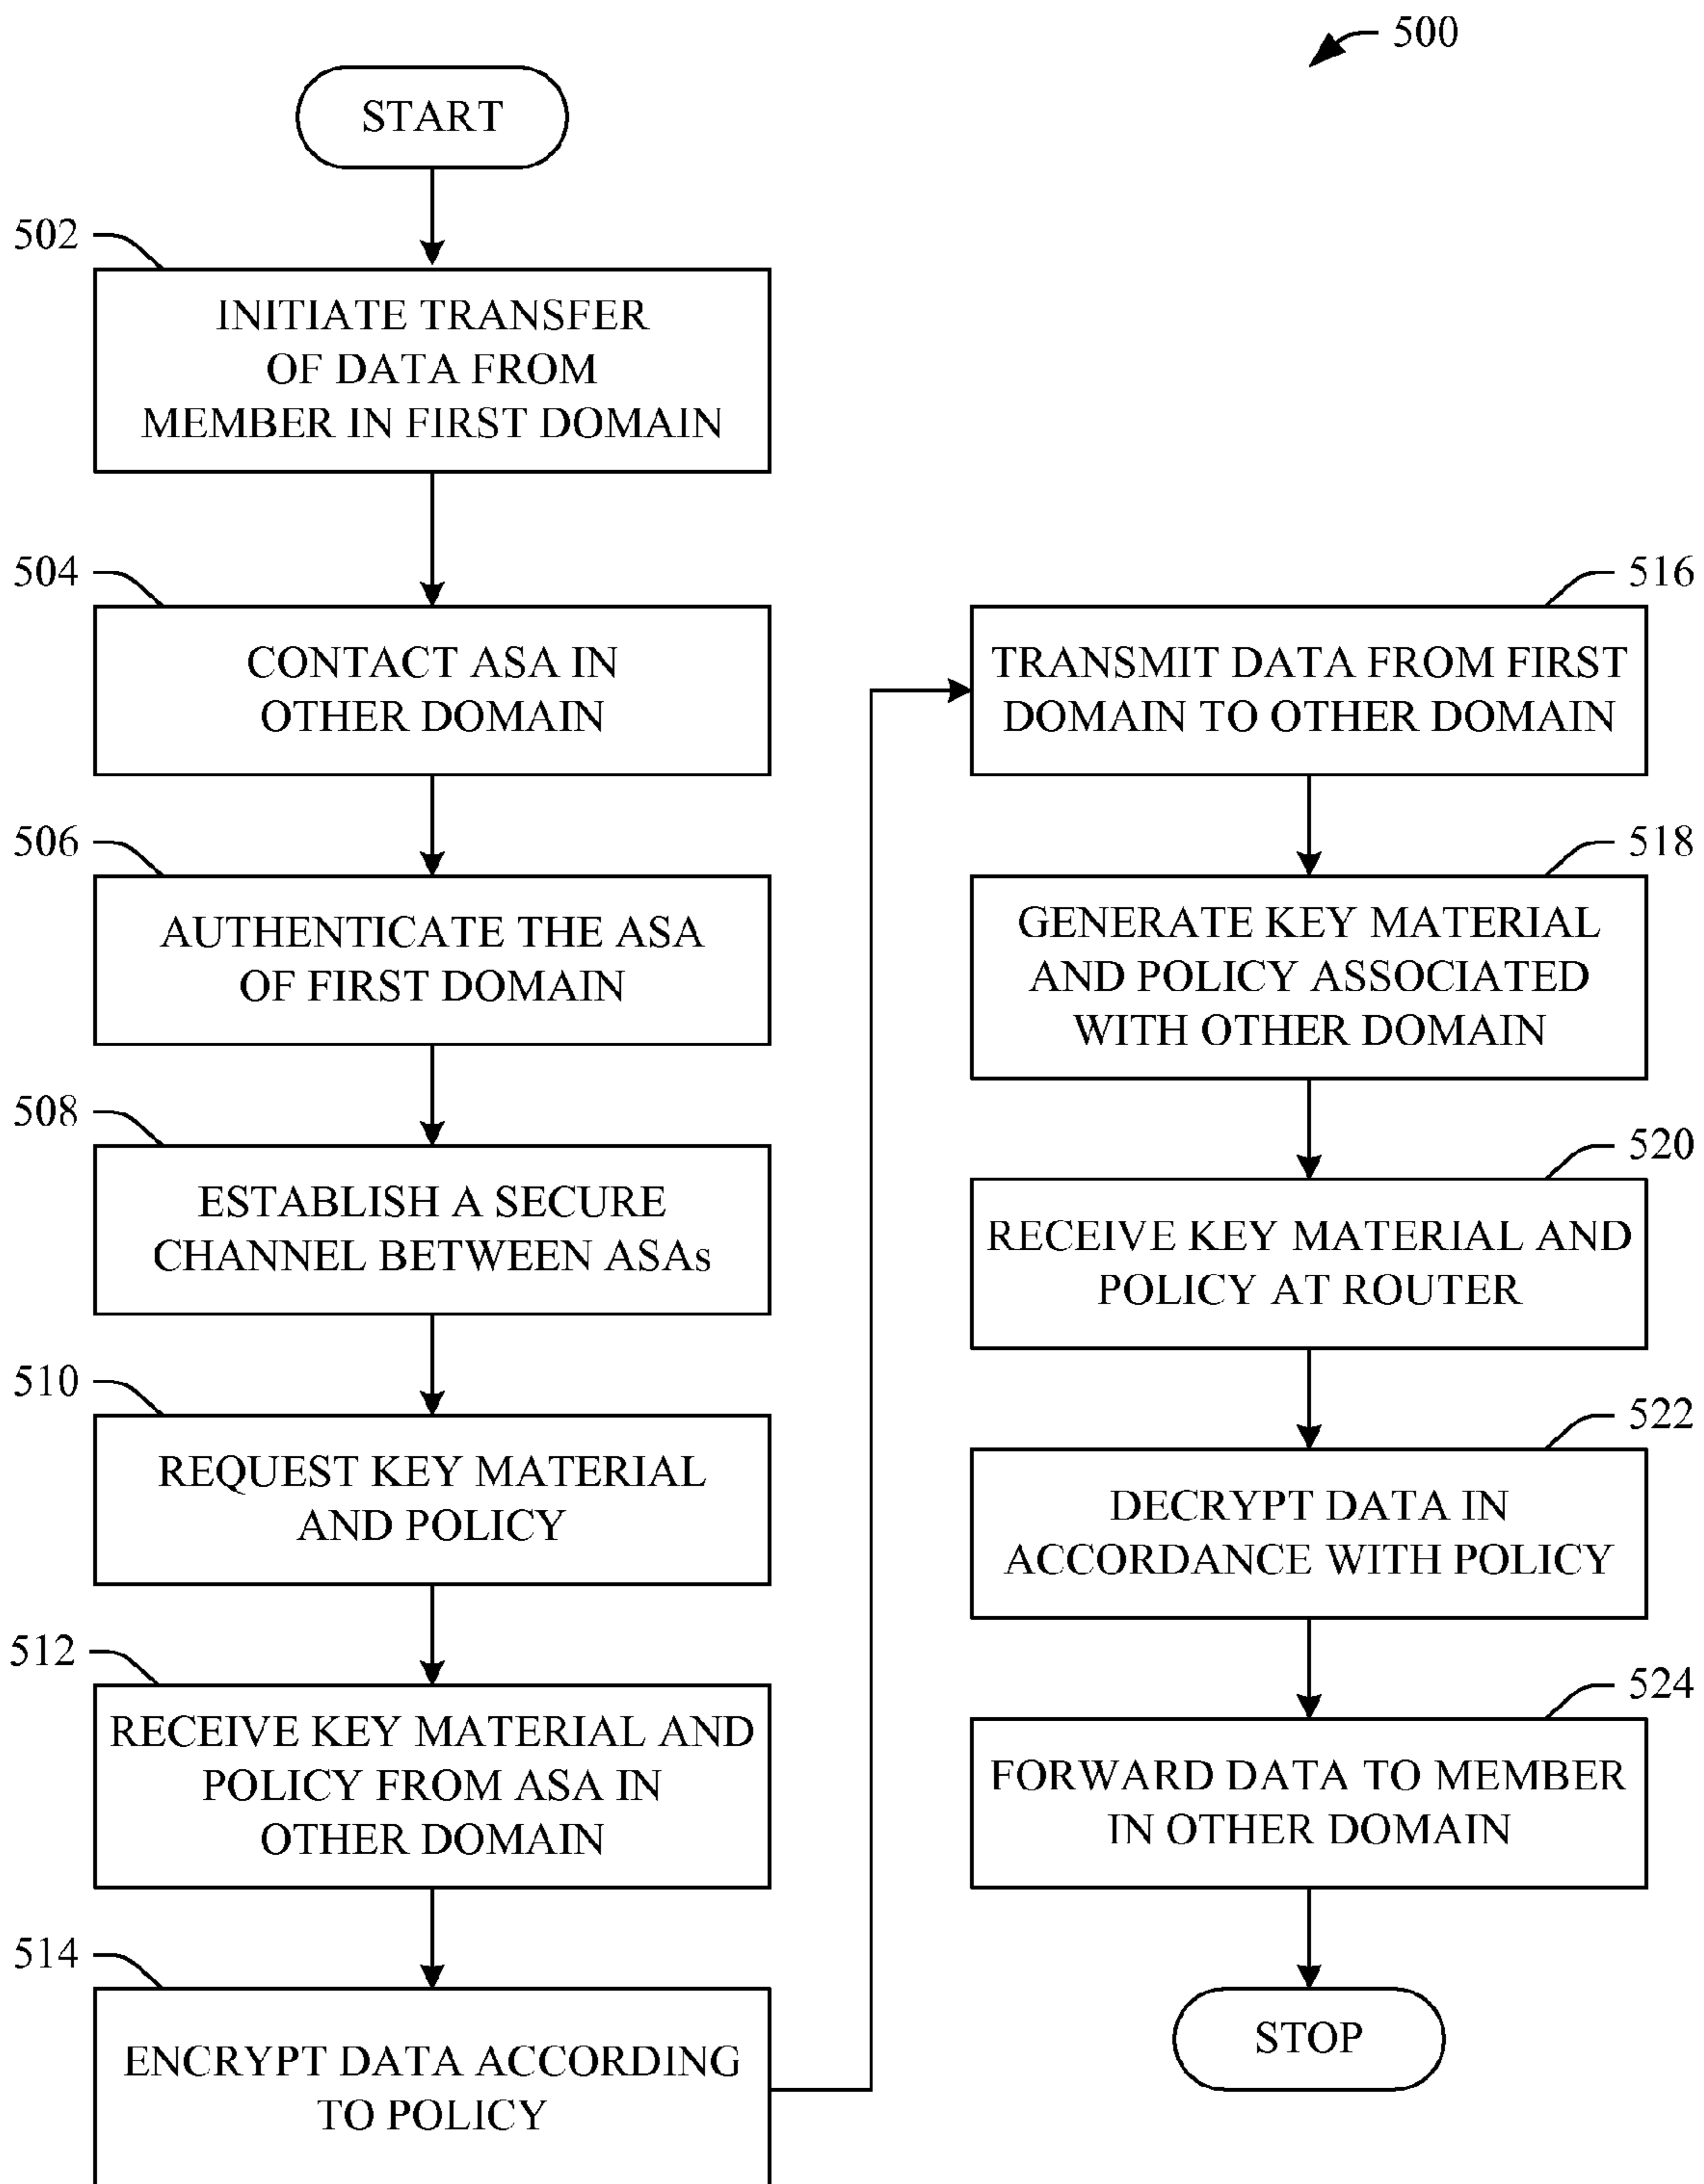 500
START
502
INITIATE TRANSFER
OF DATA FROM
MEMBER IN FIRST DOMAIN
504
CONTACT ASA IN
OTHER DOMAIN
506
AUTHENTICATE THE ASA
OF FIRST DOMAIN
508
ESTABLISH A SECURE
CHANNEL BETWEEN ASAs
510
REQUEST KEY MATERIAL
AND POLICY
512
RECEIVE KEY MATERIAL AND
POLICY FROM ASA IN
OTHER DOMAIN
514
ENCRYPT DATA ACCORDING
TO POLICY
516
TRANSMIT DATA FROM FIRST
DOMAIN TO OTHER DOMAIN
518
GENERATE KEY MATERIAL
AND POLICY ASSOCIATED
WITH OTHER DOMAIN
520
RECEIVE KEY MATERIAL AND
POLICY AT ROUTER
522
DECRYPT DATA IN
ACCORDANCE WITH POLICY
524
FORWARD DATA TO MEMBER
IN OTHER DOMAIN
STOP